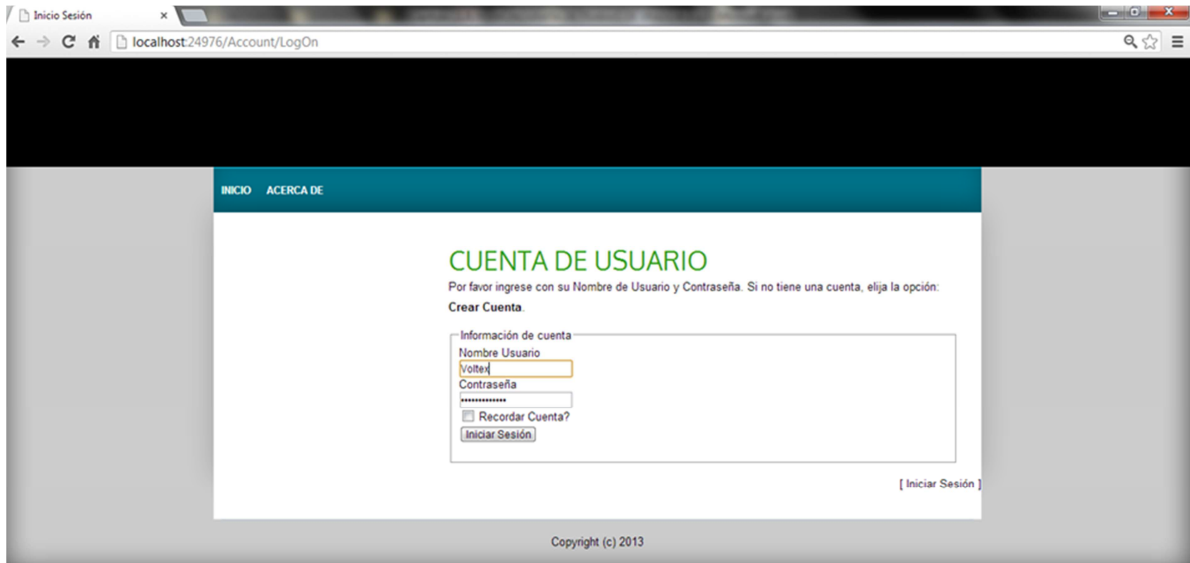 Inicio Sesión
localhost:24976/Account/LogOn
INICIO ACERCA DE
CUENTA DE USUARIO
Por favor ingrese con su Nombre de Usuario y Contraseña. Si no tiene una cuenta, elija la opción:
Crear Cuenta.
Información de cuenta
Nombre Usuario
Voltex
Contraseña
•••••••••••••
Recordar Cuenta?
Iniciar Sesión
[ Iniciar Sesión ]
Copyright (c) 2013